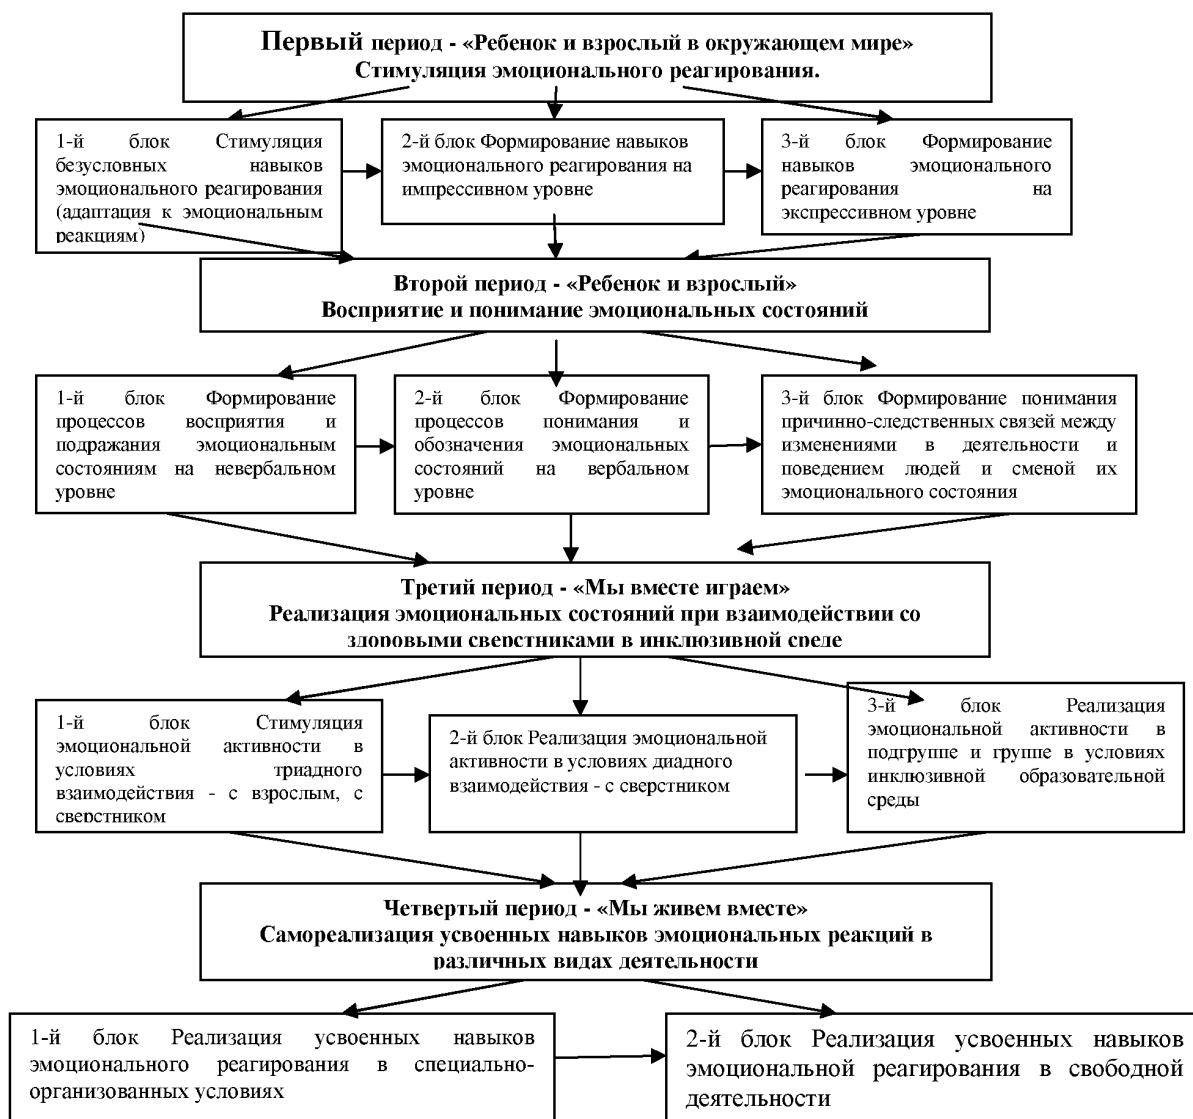 Первый период - «Ребенок и взрослый в окружающем мире»
Стимуляция эмоционального реагирования.
1-й блок Стимуляция
безусловных навыков
эмоционального реагирования
(адаптация к эмоциональным
реакциям)
2-й блок Формирование навыков
эмоционального реагирования на
импрессивном уровне
3-й блок Формирование
навыков эмоционального
реагирования на
экспрессивном уровне
Второй период - «Ребенок и взрослый»
Восприятие и понимание эмоциональных состояний
1-й блок Формирование
процессов восприятия и
подражания эмоциональным
состояниям на невербальном
уровне
2-й блок Формирование
процессов понимания и
обозначения эмоциональных
состояний на вербальном
уровне
3-й блок Формирование понимания
причинно-следственных связей между
изменениями в деятельности и
поведением людей и сменой их
эмоционального состояния
Третий период - «Мы вместе играем»
Реализация эмоциональных состояний при взаимодействии со
здоровыми сверстниками в инклюзивной среде
1-й блок Стимуляция
эмоциональной активности в
условиях триадного
взаимодействия - с взрослым, с
сверстником
2-й блок Реализация эмоциональной
активности в условиях диадного
взаимодействия - с сверстником
3-й блок Реализация
эмоциональной активности в
подгруппе и группе в условиях
инклюзивной образовательной
среды
Четвертый период - «Мы живем вместе»
Самореализация усвоенных навыков эмоциональных реакций в
различных видах деятельности
1-й блок Реализация усвоенных навыков
эмоционального реагирования в специально-
организованных условиях
2-й блок Реализация усвоенных навыков
эмоциональной реагирования в свободной
деятельности